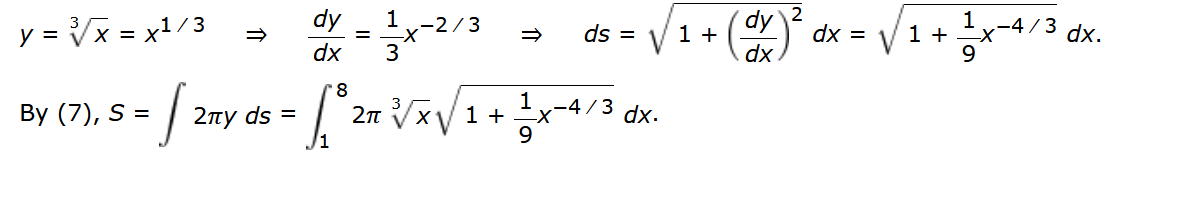 y = ∛x = x^1/3 ⇒ dy/dx = 1/3 x^−2/3 ⇒ ds = √(1 + (dy/dx)^2) dx = √(1 + 1/9 x^−4/3) dx.
By (7), S = ∫ 2πy ds = ∫_1^8 2π ∛x √(1 + 1/9 x^−4/3) dx.